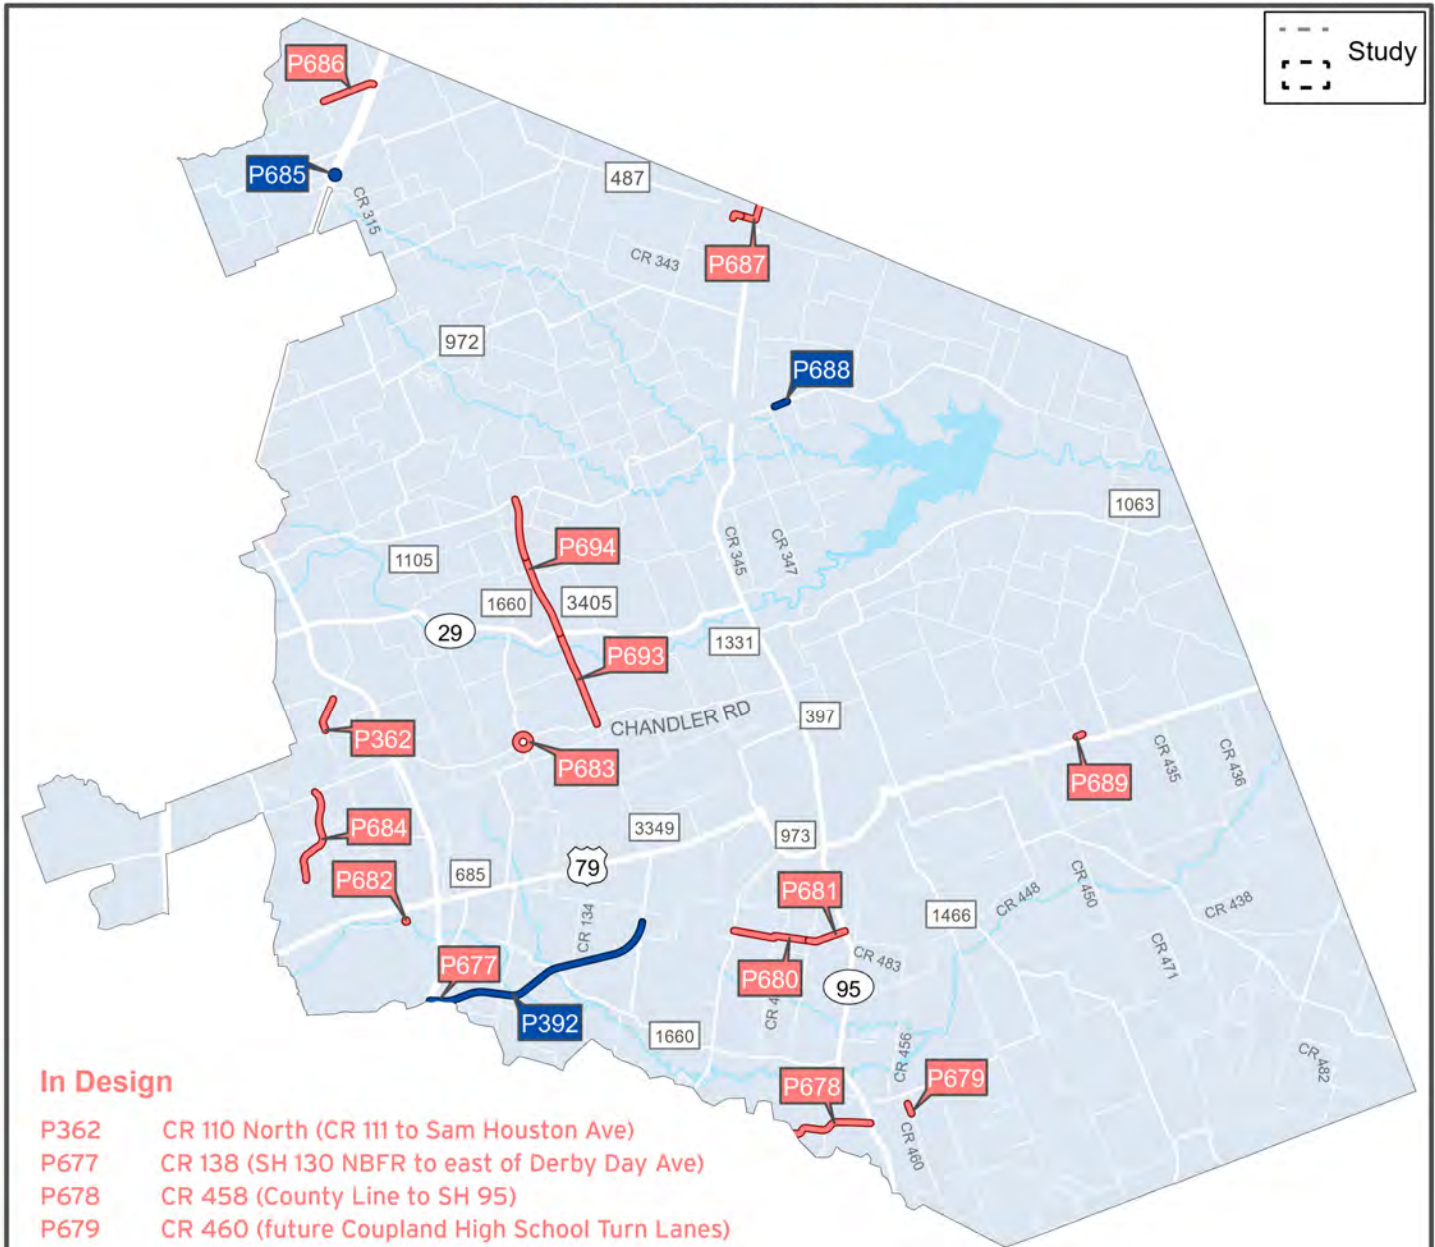 Study
P686
P685
CR 315
487
CR 343
P687
972
P688
1063
P694
1105
CR 345
CR 347
1660
3405
29
1331
P693
CHANDLER RD
397
P362
P683
CR 435
CR 436
P689
P684
3349
973
79
685
P682
P681
CR 450
CR 448
CR 438
1466
CR 134
CR 483
CR 471
P677
P680
95
P392
1660
CR 456
CR 482
P678
P679
CR 460
In Design
P362 CR 110 North (CR 111 to Sam Houston Ave)
P677 CR 138 (SH 130 NBFR to east of Derby Day Ave)
P678 CR 458 (County Line to SH 95)
P679 CR 460 (future Coupland High School Turn Lanes)